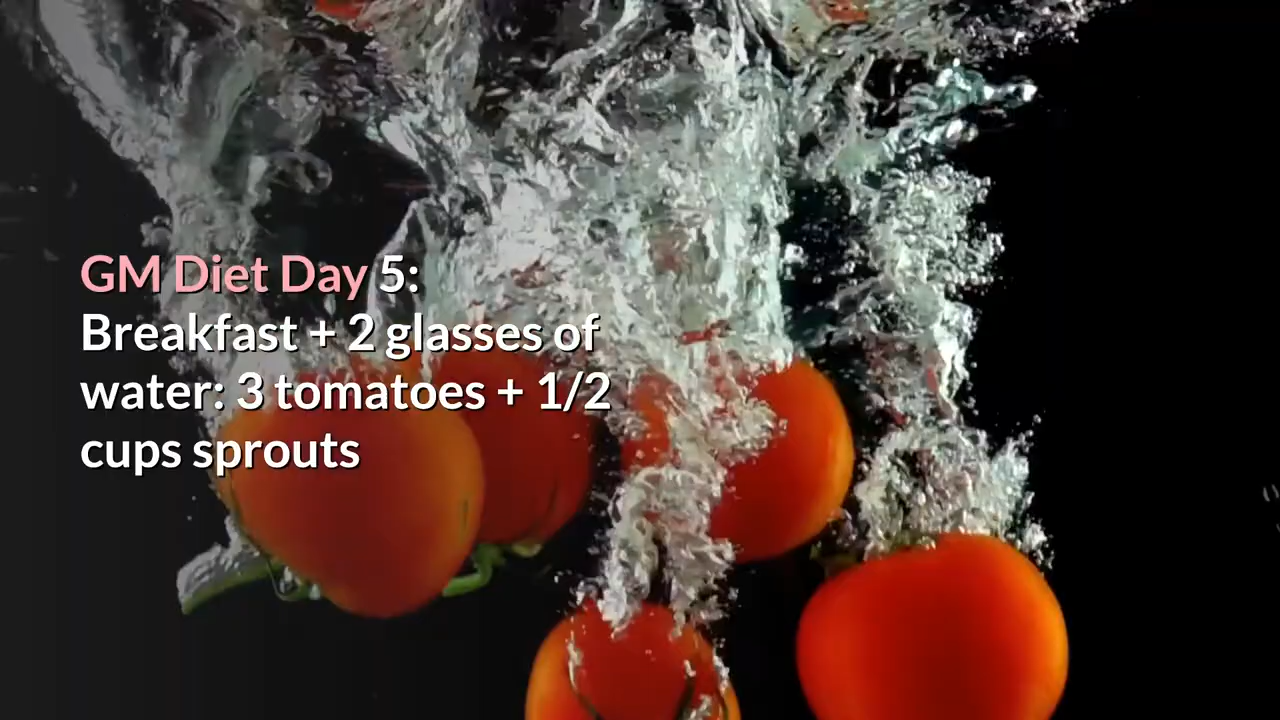 GM Diet Day 5:
Breakfast + 2 glasses of
water: 3 tomatoes + 1/2
cups sprouts